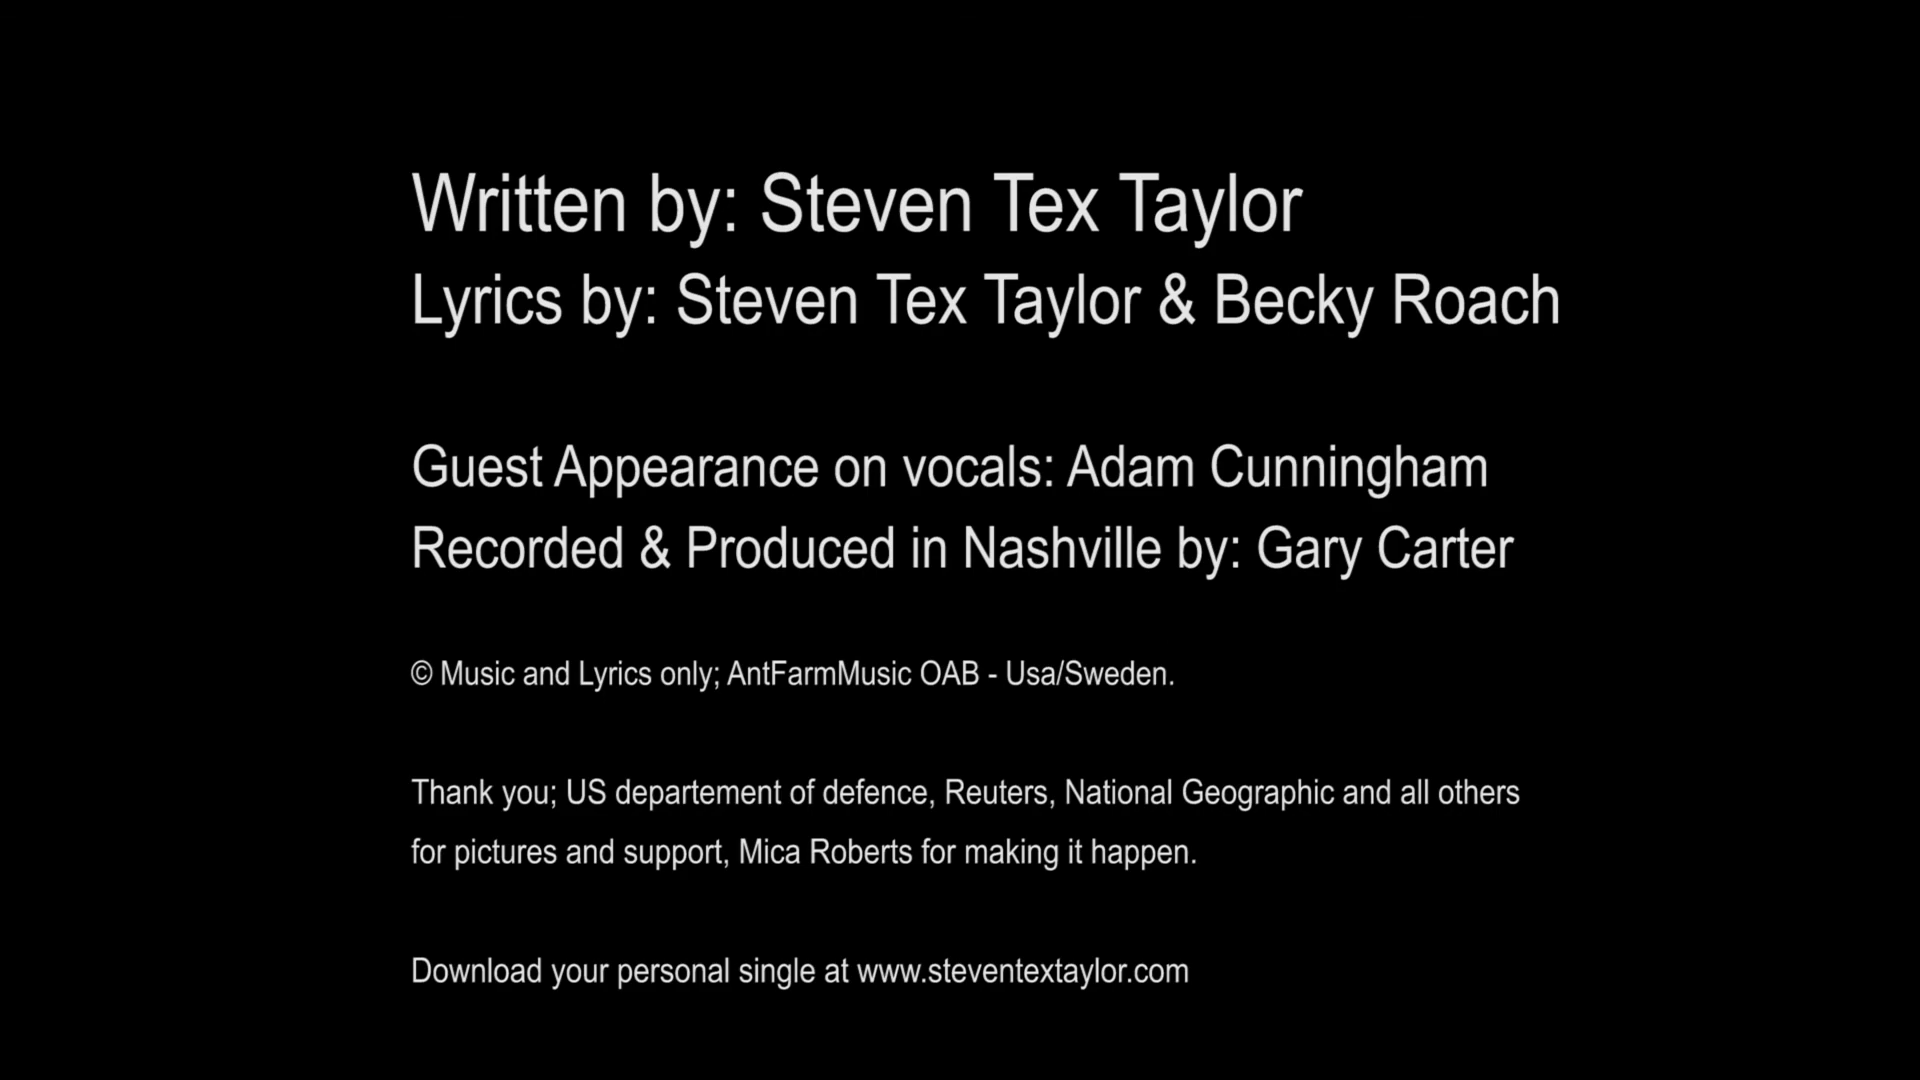 Written by: Steven Tex Taylor
Lyrics by: Steven Tex Taylor & Becky Roach
Guest Appearance on vocals: Adam Cunningham
Recorded & Produced in Nashville by: Gary Carter
© Music and Lyrics only; AntFarmMusic OAB - Usa/Sweden.
Thank you; US departement of defence, Reuters, National Geographic and all others
for pictures and support, Mica Roberts for making it happen.
Download your personal single at www.steventextaylor.com